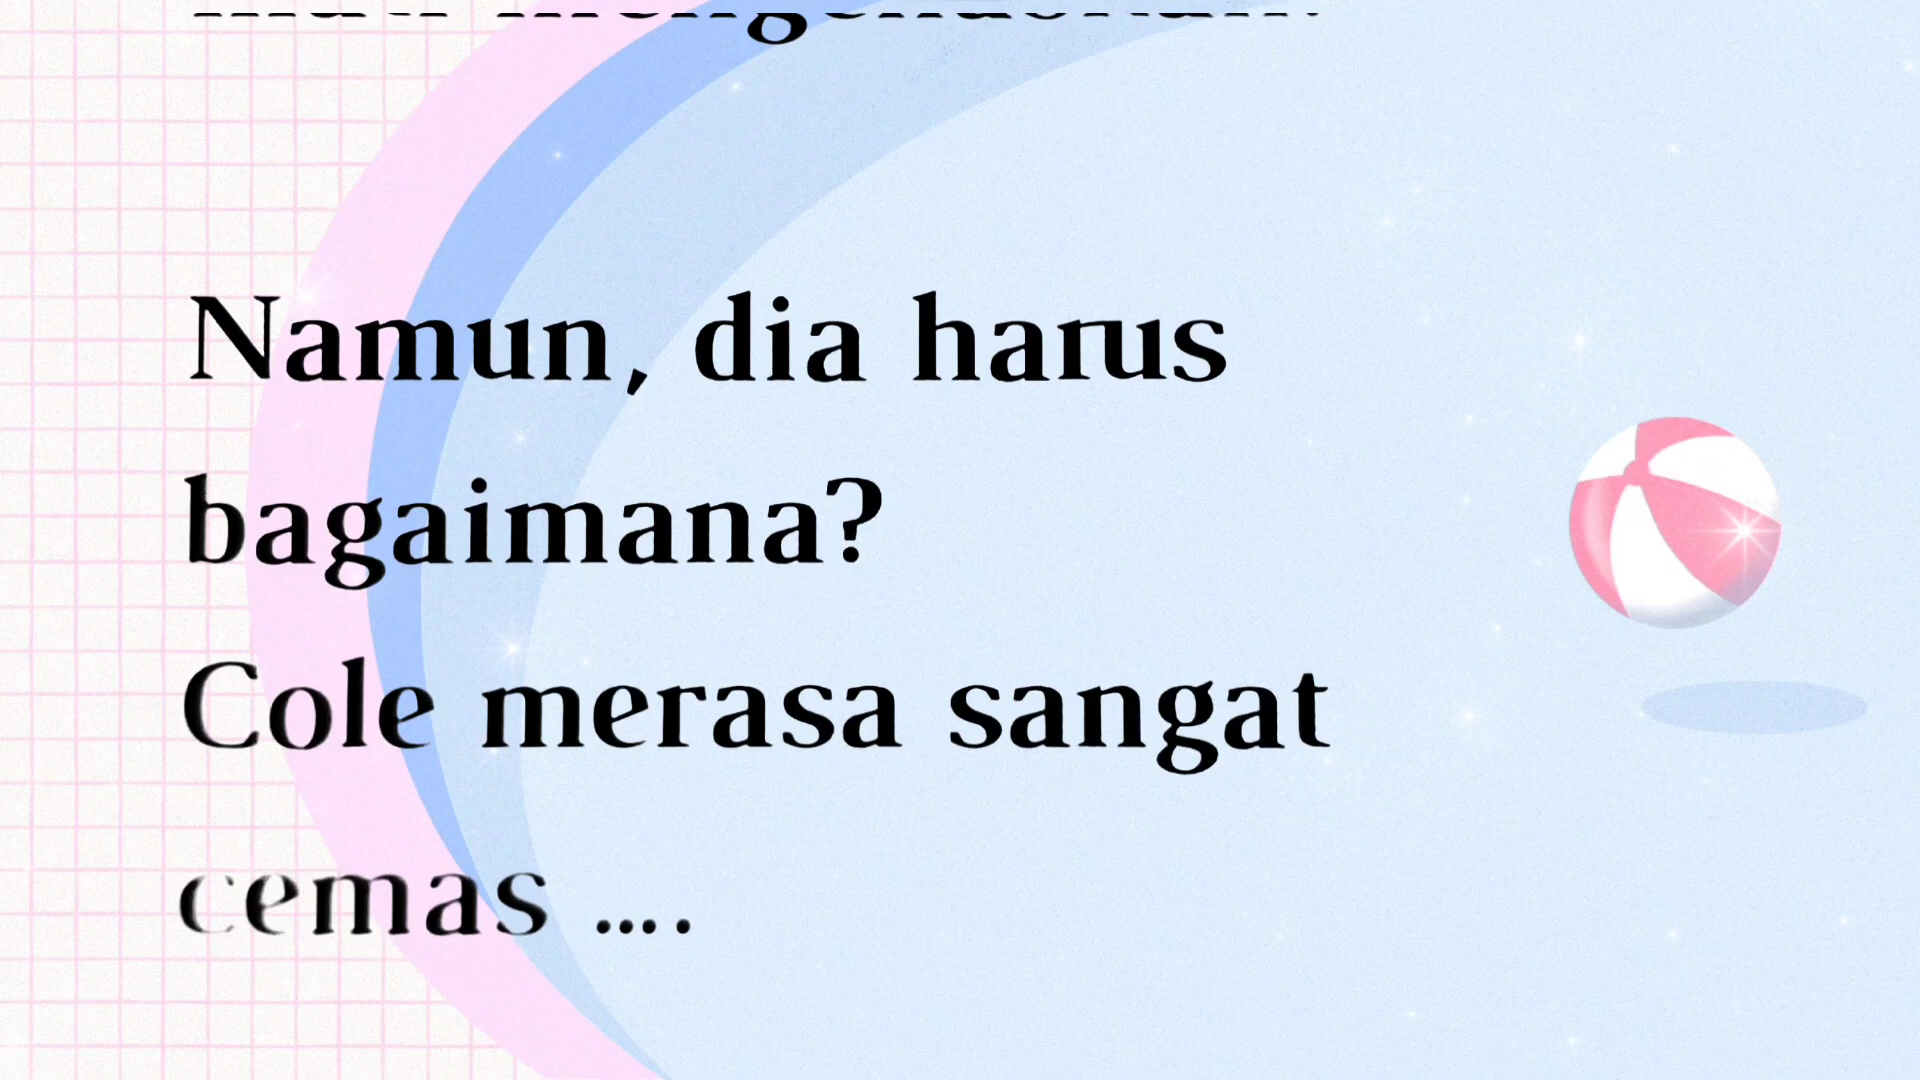 Namun, dia harus
bagaimana?
Cole merasa sangat
cemas ....